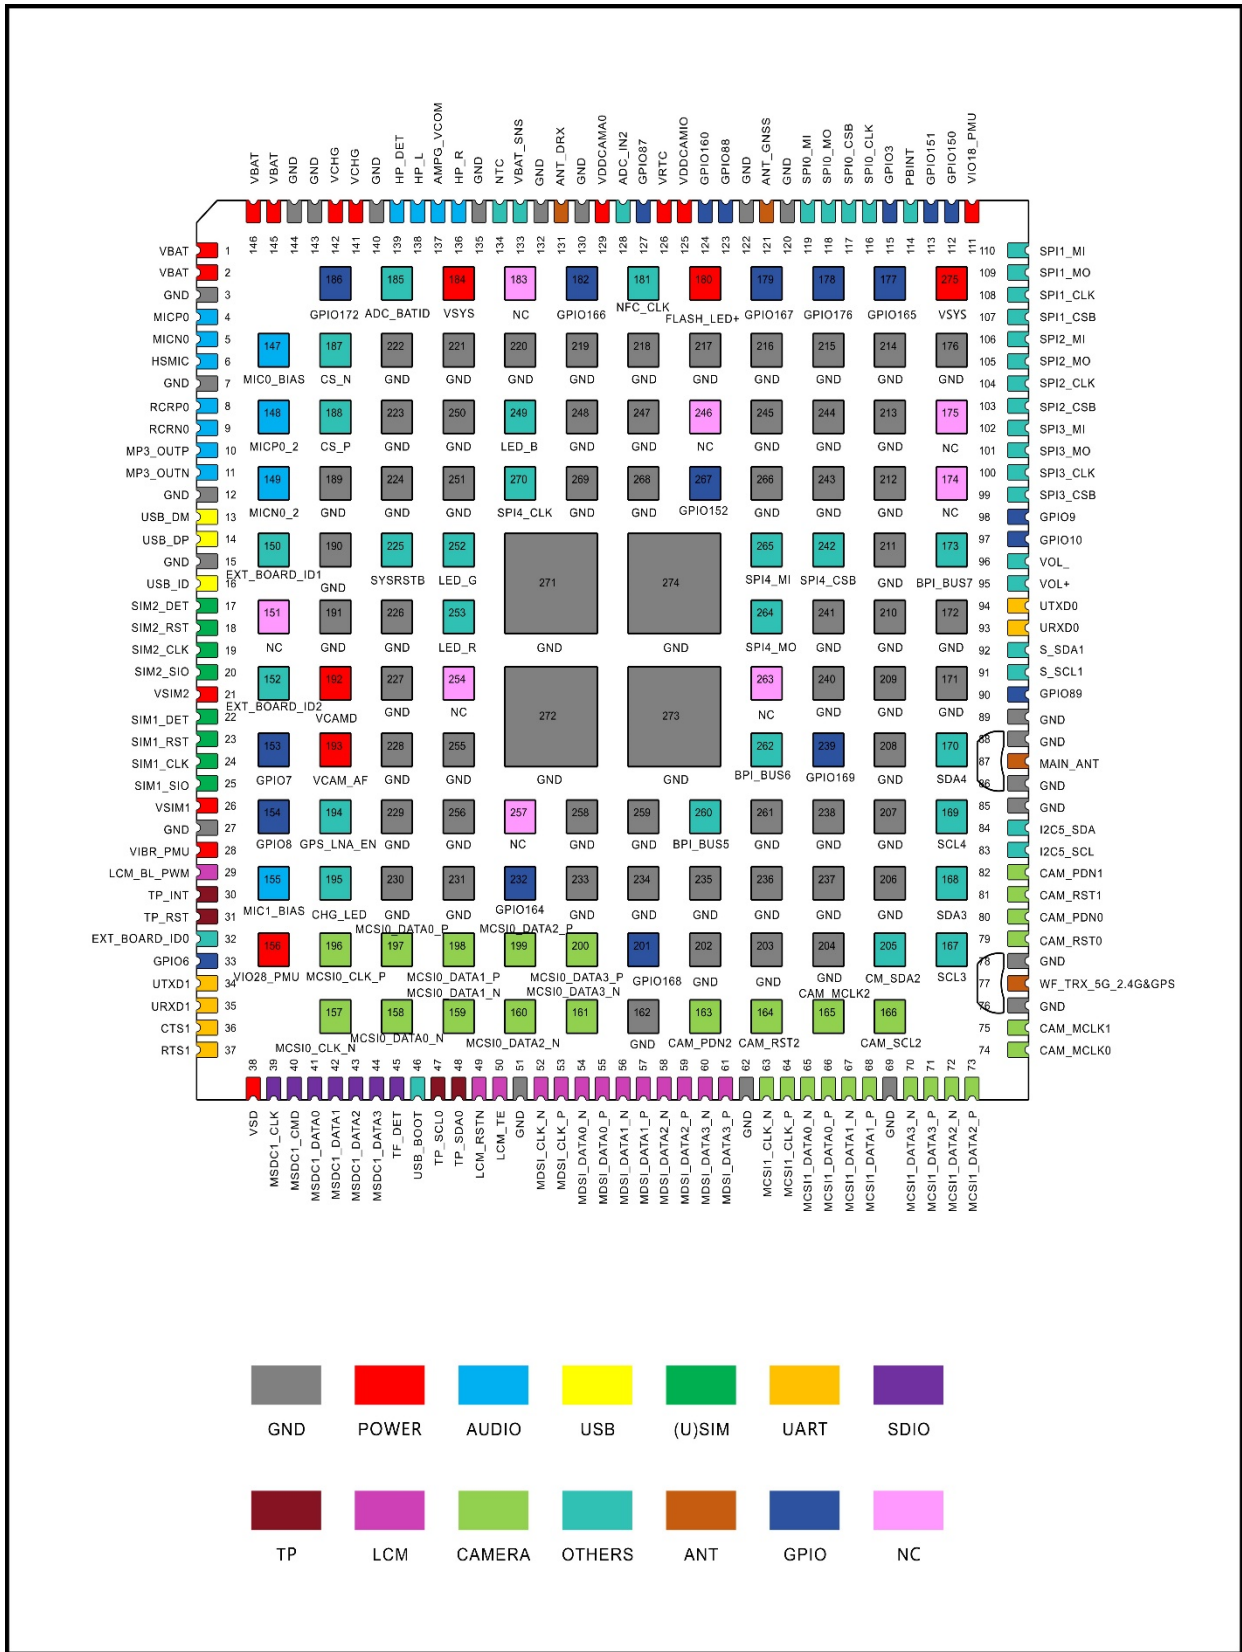 VBAT VBAT GND GND VCHG VCHG GND HP_DET HP_L AMPG_VCOM HP_R GND NTC VBAT_SNS GND ANT_DRX GND VDDCAMA0 ADC_IN2 GPIO87 VRTC VDDCAMIO GPIO160 GPIO88 GND ANT_GNSS GND SPI0_MI SPI0_MO SPI0_CSB SPI0_CLK GPIO3 PBINT GPIO151 GPIO150 VIO18_PMU
146 145 144 143 142 141 140 139 138 137 136 135 134 133 132 131 130 129 128 127 126 125 124 123 122 121 120 119 118 117 116 115 114 113 112 111
VBAT 1
VBAT 2
GND 3
MICP0 4
MICN0 5
HSMIC 6
GND 7
RCRP0 8
RCRN0 9
MP3_OUTP 10
MP3_OUTN 11
GND 12
USB_DM 13
USB_DP 14
GND 15
USB_ID 16
SIM2_DET 17
SIM2_RST 18
SIM2_CLK 19
SIM2_SIO 20
VSIM2 21
SIM1_DET 22
SIM1_RST 23
SIM1_CLK 24
SIM1_SIO 25
VSIM1 26
GND 27
VIBR_PMU 28
LCM_BL_PWM 29
TP_INT 30
TP_RST 31
EXT_BOARD_ID0 32
GPIO6 33
UTXD1 34
URXD1 35
CTS1 36
RTS1 37
186 185 184 183 182 181 180 179 178 177 275
GPIO172 ADC_BATID VSYS NC GPIO166 NFC_CLK FLASH_LED+ GPIO167 GPIO176 GPIO165 VSYS
147 187 222 221 220 219 218 217 216 215 214 176
MIC0_BIAS CS_N GND GND GND GND GND GND GND GND GND GND
148 188 223 250 249 248 247 246 245 244 213 175
MICP0_2 CS_P GND GND LED_B GND GND NC GND GND GND NC
149 189 224 251 270 269 268 267 266 243 212 174
MICN0_2 GND GND GND SPI4_CLK GND GND GPIO152 GND GND GND NC
150 190 225 252 271 274 265 242 211 173
EXT_BOARD_ID1 GND SYSRSTB LED_G SPI4_MI SPI4_CSB GND BPI_BUS7
151 191 226 253 264 241 210 172
NC GND GND LED_R GND GND SPI4_MO GND GND GND
152 192 227 254 272 273 263 240 209 171
EXT_BOARD_ID2 VCAMD GND NC NC GND GND GND
153 193 228 255 262 239 208 170
GPIO7 VCAM_AF GND GND GND GND BPI_BUS6 GPIO169 GND SDA4
154 194 229 256 257 258 259 260 261 238 207 169
GPIO8 GPS_LNA_EN GND GND NC GND GND BPI_BUS5 GND GND GND SCL4
155 195 230 231 232 233 234 235 236 237 206 168
MIC1_BIAS CHG_LED GND GND GPIO164 GND GND GND GND GND GND SDA3
MCSI0_DATA0_P MCSI0_DATA2_P
156 196 197 198 199 200 201 202 203 204 205 167
VIO28_PMU MCSI0_CLK_P MCSI0_DATA1_P MCSI0_DATA3_P GPIO168 GND GND GND CM_SDA2 SCL3
MCSI0_DATA1_N MCSI0_DATA3_N CAM_MCLK2
157 158 159 160 161 162 163 164 165 166
MCSI0_CLK_N MCSI0_DATA0_N MCSI0_DATA2_N GND CAM_PDN2 CAM_RST2 CAM_SCL2
110 SPI1_MI
109 SPI1_MO
108 SPI1_CLK
107 SPI1_CSB
106 SPI2_MI
105 SPI2_MO
104 SPI2_CLK
103 SPI2_CSB
102 SPI3_MI
101 SPI3_MO
100 SPI3_CLK
99 SPI3_CSB
98 GPIO9
97 GPIO10
96 VOL_
95 VOL+
94 UTXD0
93 URXD0
92 S_SDA1
91 S_SCL1
90 GPIO89
89 GND
88 GND
87 MAIN_ANT
86 GND
85 GND
84 I2C5_SDA
83 I2C5_SCL
82 CAM_PDN1
81 CAM_RST1
80 CAM_PDN0
79 CAM_RST0
78 GND
77 WF_TRX_5G_2.4G&GPS
76 GND
75 CAM_MCLK1
74 CAM_MCLK0
38 39 40 41 42 43 44 45 46 47 48 49 50 51 52 53 54 55 56 57 58 59 60 61 62 63 64 65 66 67 68 69 70 71 72 73
VSD MSDC1_CLK MSDC1_CMD MSDC1_DATA0 MSDC1_DATA1 MSDC1_DATA2 MSDC1_DATA3 TF_DET USB_BOOT TP_SCL0 TP_SDA0 LCM_RSTN LCM_TE GND MDSI_CLK_N MDSI_CLK_P MDSI_DATA0_N MDSI_DATA0_P MDSI_DATA1_N MDSI_DATA1_P MDSI_DATA2_N MDSI_DATA2_P MDSI_DATA3_N MDSI_DATA3_P GND MCSI1_CLK_N MCSI1_CLK_P MCSI1_DATA0_N MCSI1_DATA0_P MCSI1_DATA1_N MCSI1_DATA1_P GND MCSI1_DATA3_N MCSI1_DATA3_P MCSI1_DATA2_N MCSI1_DATA2_P
GND POWER AUDIO USB (U)SIM UART SDIO
TP LCM CAMERA OTHERS ANT GPIO NC